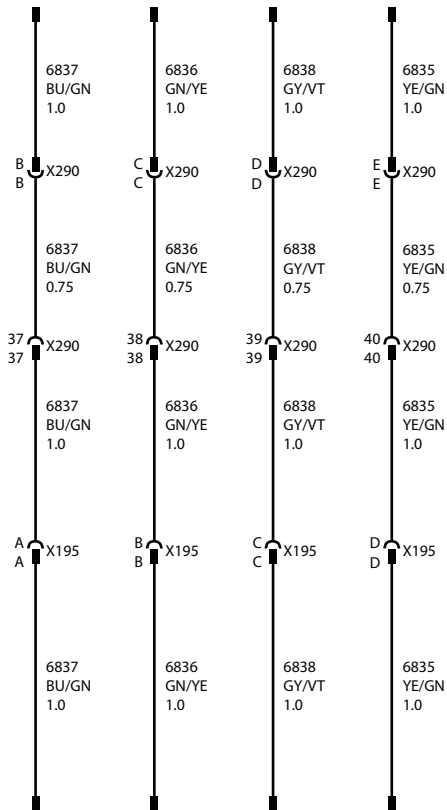 6837
BU/GN
1.0
6836
GN/YE
1.0
6838
GY/VT
1.0
6835
YE/GN
1.0
B
B
X290
C
C
X290
D
D
X290
E
E
X290
6837
BU/GN
0.75
6836
GN/YE
0.75
6838
GY/VT
0.75
6835
YE/GN
0.75
37
37
X290
38
38
X290
39
39
X290
40
40
X290
6837
BU/GN
1.0
6836
GN/YE
1.0
6838
GY/VT
1.0
6835
YE/GN
1.0
A
A
X195
B
B
X195
C
C
X195
D
D
X195
6837
BU/GN
1.0
6836
GN/YE
1.0
6838
GY/VT
1.0
6835
YE/GN
1.0